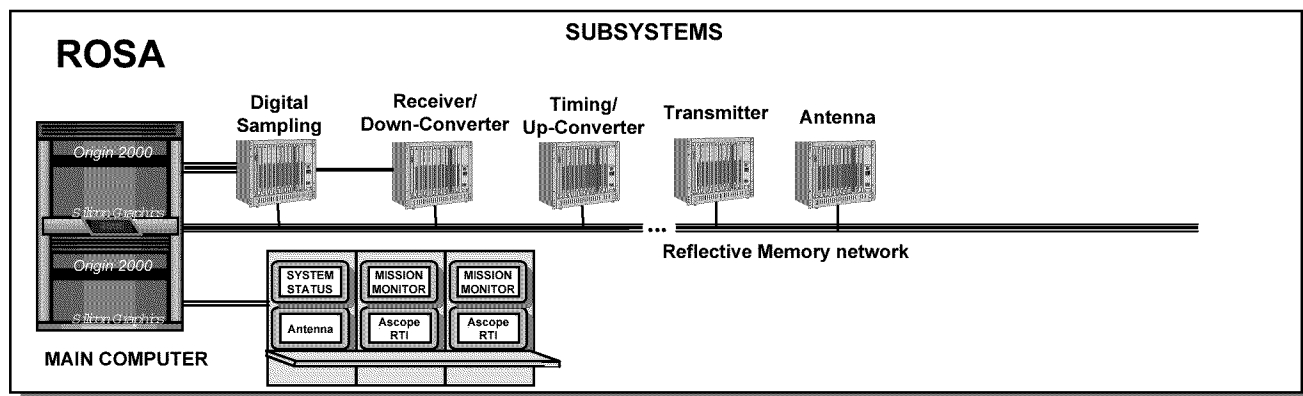 SUBSYSTEMS
ROSA
Digital
Sampling
Receiver/
Down-Converter
Timing/
Up-Converter
Transmitter
Antenna
Origin 2000
Silicon Graphics
Origin 2000
Silicon Graphics
...
Reflective Memory network
SYSTEM
STATUS
MISSION
MONITOR
MISSION
MONITOR
Antenna
Ascope
RTI
Ascope
RTI
MAIN COMPUTER